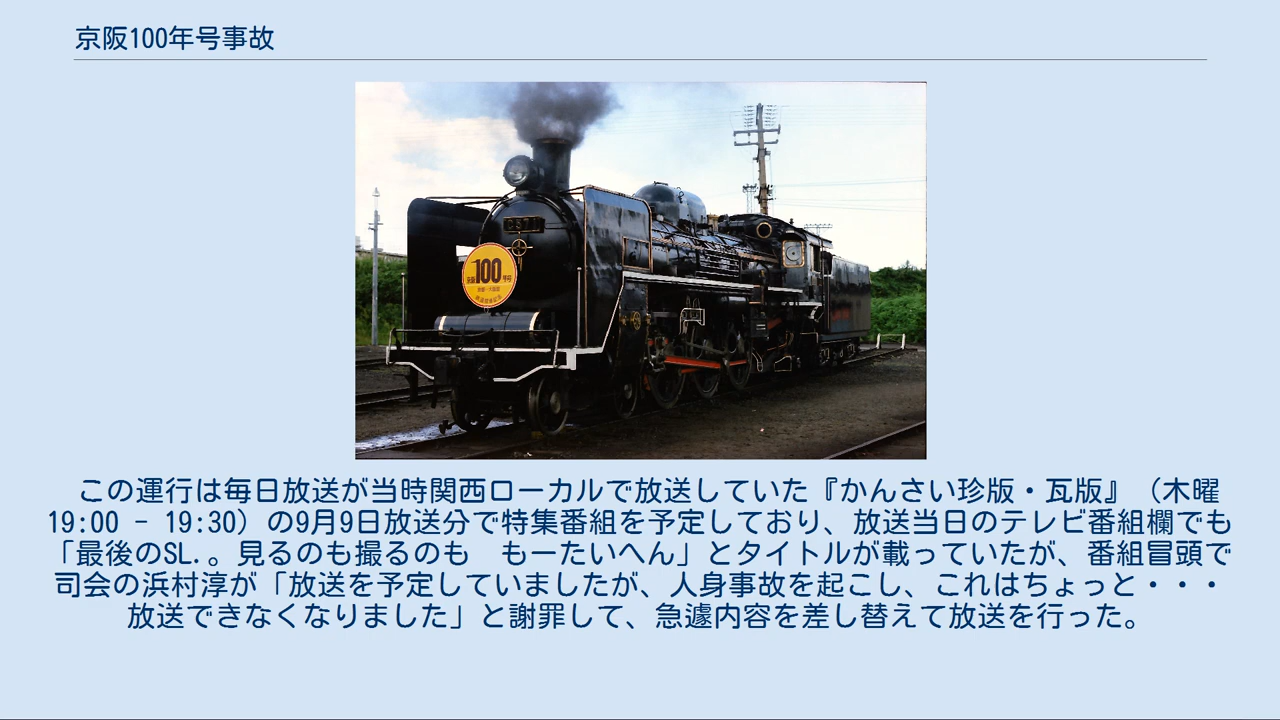 京阪100年号事故
100
この運行は毎日放送が当時関西ローカルで放送していた『かんさい珍版・瓦版』（木曜
19:00 - 19:30）の9月9日放送分で特集番組を予定しており、放送当日のテレビ番組欄でも
「最後のSL.。見るのも撮るのも　もーたいへん」とタイトルが載っていたが、番組冒頭で
司会の浜村淳が「放送を予定していましたが、人身事故を起こし、これはちょっと・・・
放送できなくなりました」と謝罪して、急遽内容を差し替えて放送を行った。